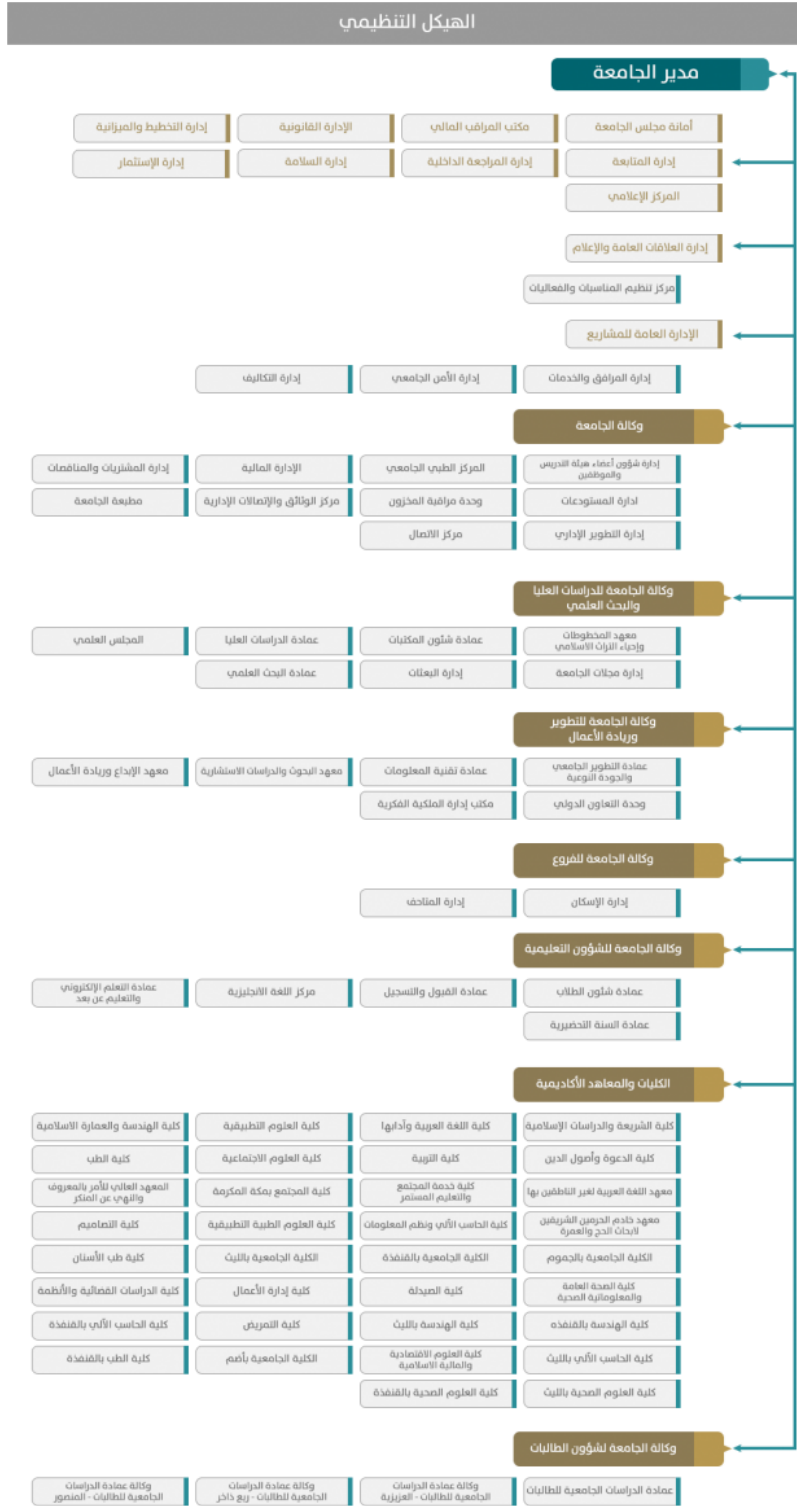 الهيكل التنظيمي
مدير الجامعة
أمانة مجلس الجامعة
مكتب المراقب المالي
الإدارة القانونية
إدارة التخطيط والميزانية
إدارة المتابعة
إدارة المراجعة الداخلية
إدارة السلامة
إدارة الإستثمار
المركز الإعلامي
إدارة العلاقات العامة والإعلام
مركز تنظيم المناسبات والفعاليات
الإدارة العامة للمشاريع
إدارة المرافق والخدمات
إدارة الأمن الجامعي
إدارة التكاليف
وكالة الجامعة
إدارة شؤون أعضاء هيئة التدريس
والموظفين
المركز الطبي الجامعي
الإدارة المالية
إدارة المشتريات والمناقصات
ادارة المستودعات
وحدة مراقبة المخزون
مركز الوثائق والإتصالات الإدارية
مطبعة الجامعة
إدارة التطوير الإداري
مركز الاتصال
وكالة الجامعة للدراسات العليا
والبحث العلمي
معهد المخطوطات
وإحياء التراث الاسلامي
عمادة شئون المكتبات
عمادة الدراسات العليا
المجلس العلمي
إدارة مجلات الجامعة
إدارة البعثات
عمادة البحث العلمي
وكالة الجامعة للتطوير
وريادة الأعمال
عمادة التطوير الجامعي
والجودة النوعية
عمادة تقنية المعلومات
معهد البحوث والدراسات الاستشارية
معهد الإبداع وريادة الأعمال
وحدة التعاون الدولي
مكتب إدارة الملكية الفكرية
وكالة الجامعة للفروع
إدارة الإسكان
إدارة المتاحف
وكالة الجامعة للشؤون التعليمية
عمادة شئون الطلاب
عمادة القبول والتسجيل
مركز اللغة الانجليزية
عمادة التعلم الإلكتروني
والتعليم عن بعد
عمادة السنة التحضيرية
الكليات والمعاهد الأكاديمية
كلية الشريعة والدراسات الإسلامية
كلية اللغة العربية وآدابها
كلية العلوم التطبيقية
كلية الهندسة والعمارة الاسلامية
كلية الدعوة وأصول الدين
كلية التربية
كلية العلوم الاجتماعية
كلية الطب
معهد اللغة العربية لغير الناطقين بها
كلية خدمة المجتمع
والتعليم المستمر
كلية المجتمع بمكة المكرمة
المعهد العالي للأمر بالمعروف
والنهي عن المنكر
معهد خادم الحرمين الشريفين
لابحاث الحج والعمرة
كلية الحاسب الآلي ونظم المعلومات
كلية العلوم الطبية التطبيقية
كلية التصاميم
الكلية الجامعية بالجموم
الكلية الجامعية بالقنفذة
الكلية الجامعية بالليث
كلية طب الأسنان
كلية الصحة العامة
والمعلوماتية الصحية
كلية الصيدلة
كلية إدارة الأعمال
كلية الدراسات القضائية والأنظمة
كلية الهندسة بالقنفذه
كلية الهندسة بالليث
كلية التمريض
كلية الحاسب الآلي بالقنفذة
كلية الحاسب الآلي بالليث
كلية العلوم الاقتصادية
والمالية الاسلامية
الكلية الجامعية بأضم
كلية الطب بالقنفذة
كلية العلوم الصحية بالليث
كلية العلوم الصحية بالقنفذة
وكالة الجامعة لشؤون الطالبات
عمادة الدراسات الجامعية للطالبات
وكالة عمادة الدراسات
الجامعية للطالبات - العزيزية
وكالة عمادة الدراسات
الجامعية للطالبات - ريع ذاخر
وكالة عمادة الدراسات
الجامعية للطالبات - المنصور